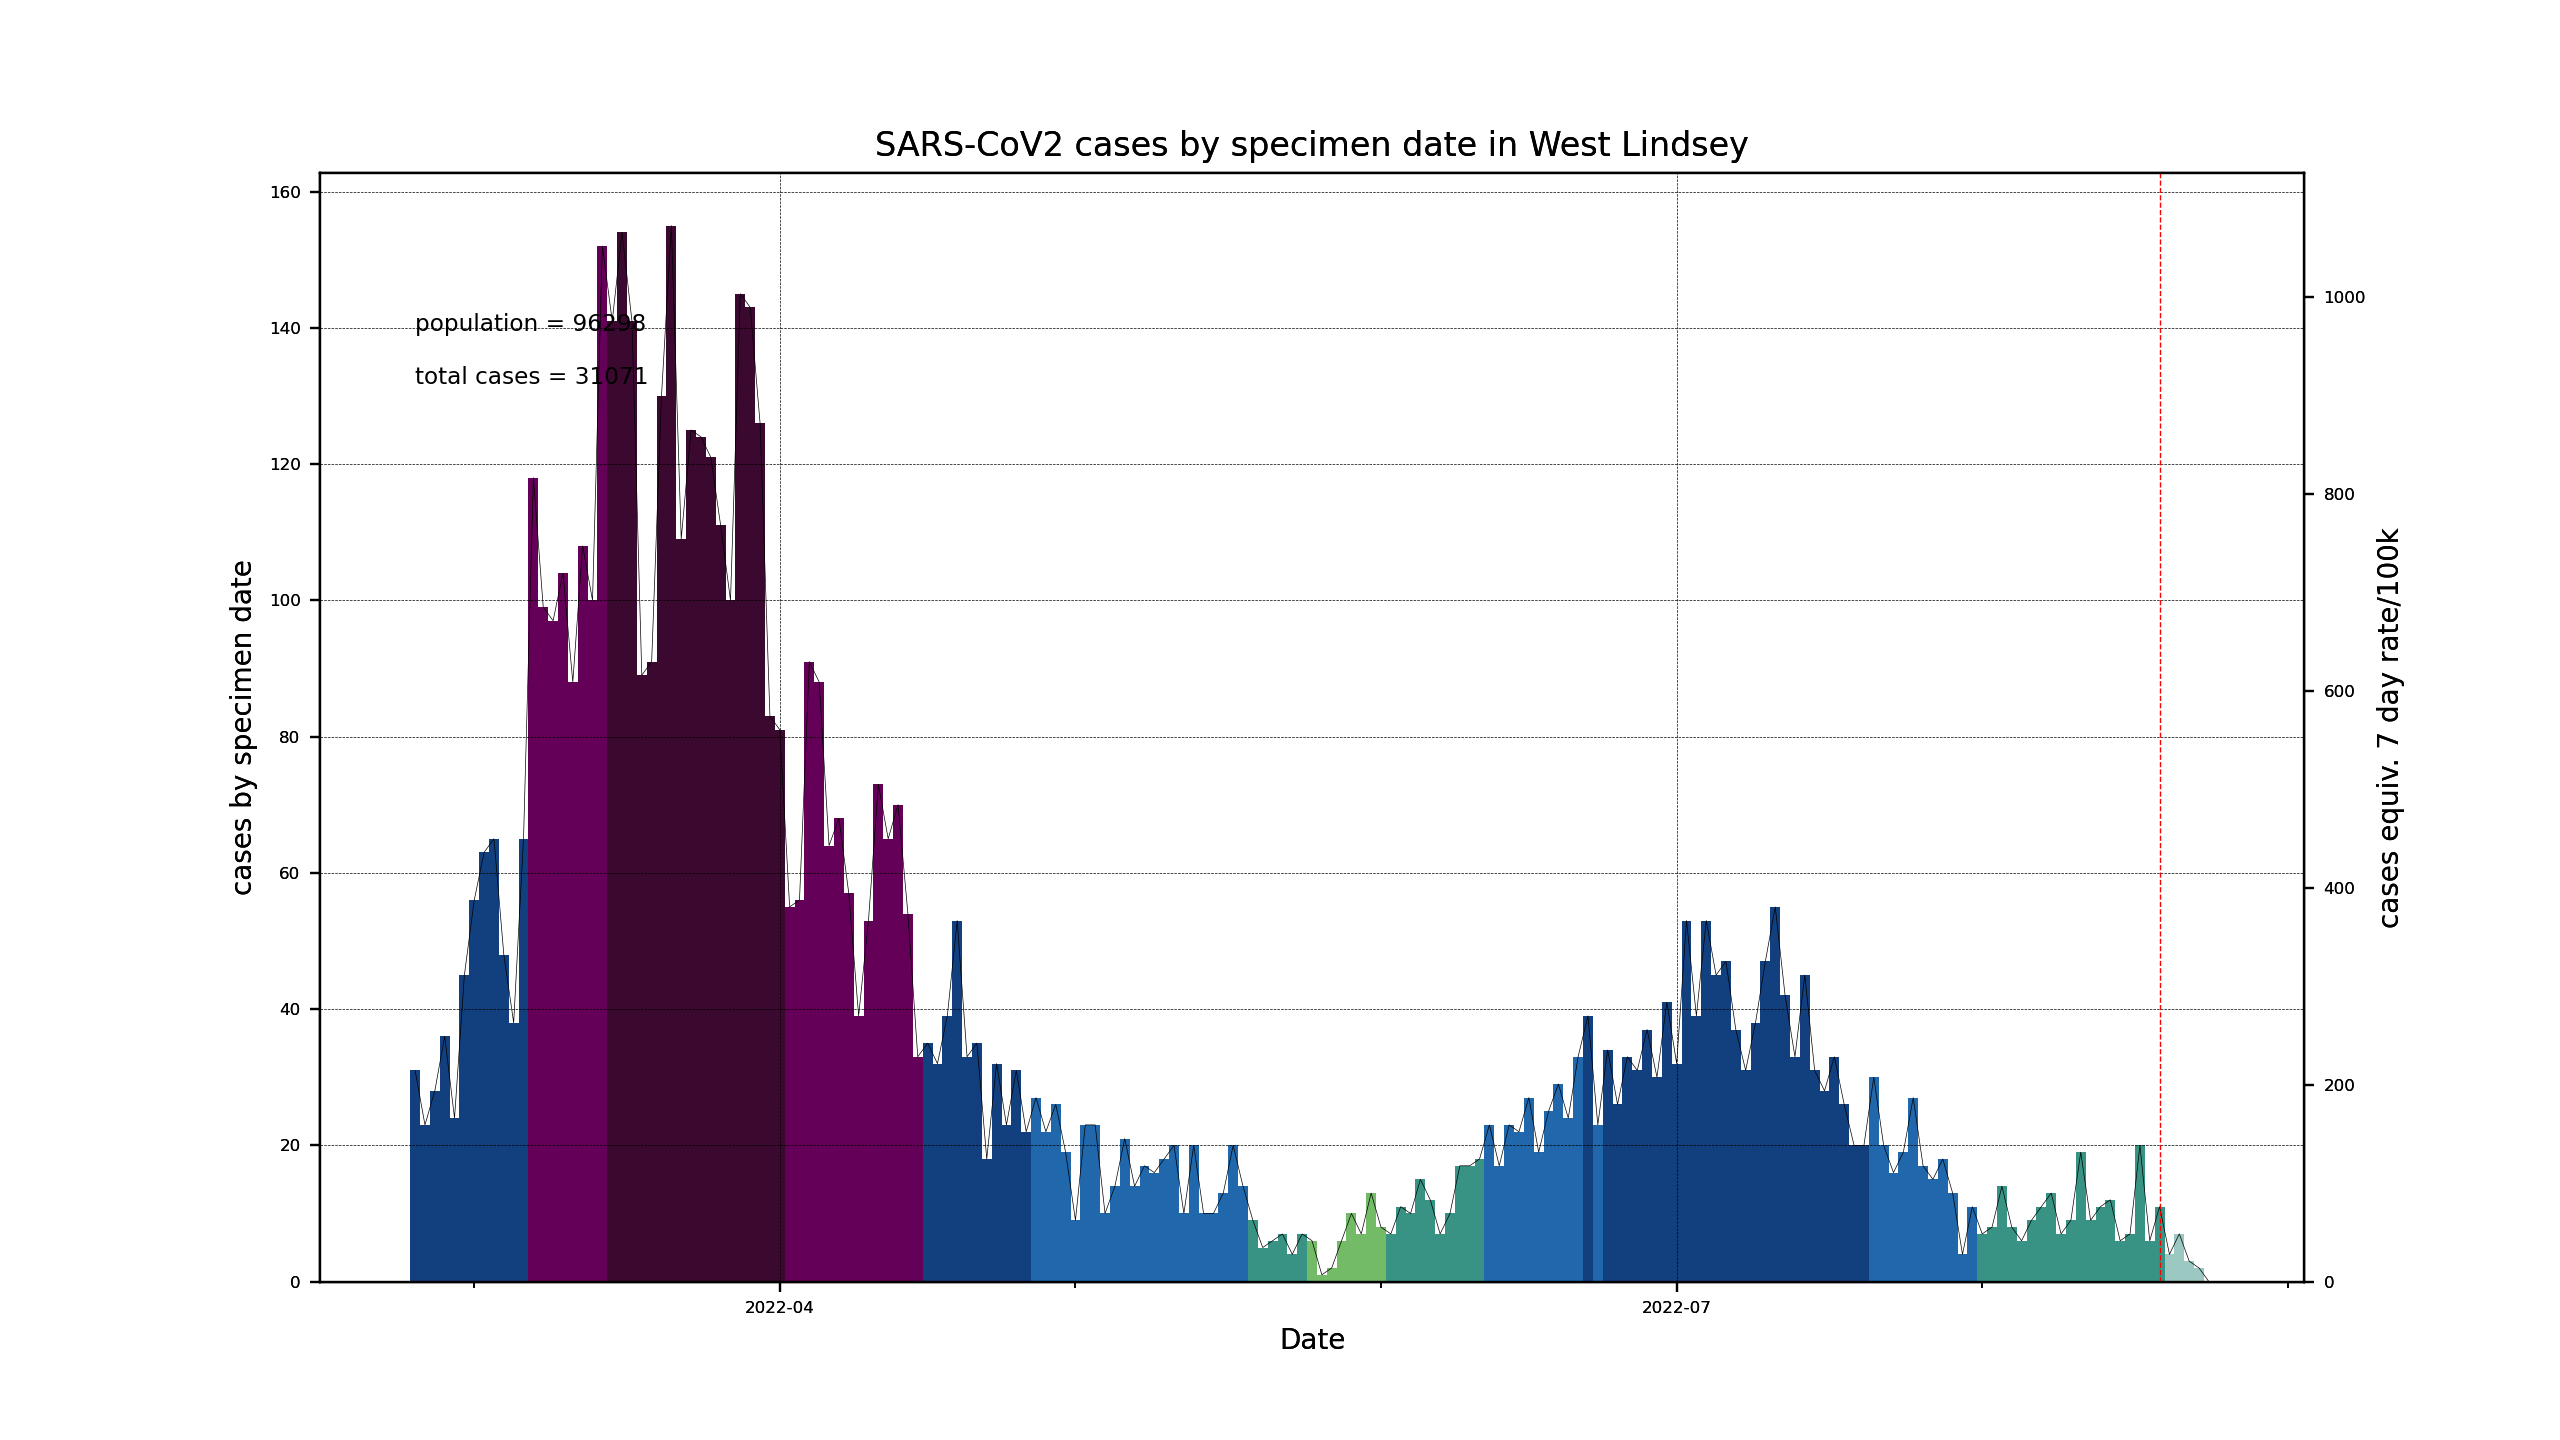 SARS-CoV2 cases by specimen date in West Lindsey
population = 96298
total cases = 31071
cases by specimen date
160
140
120
100
80
60
40
20
0
1000
800
600
400
200
0
cases equiv. 7 day rate/100k
2022-04
2022-07
Date